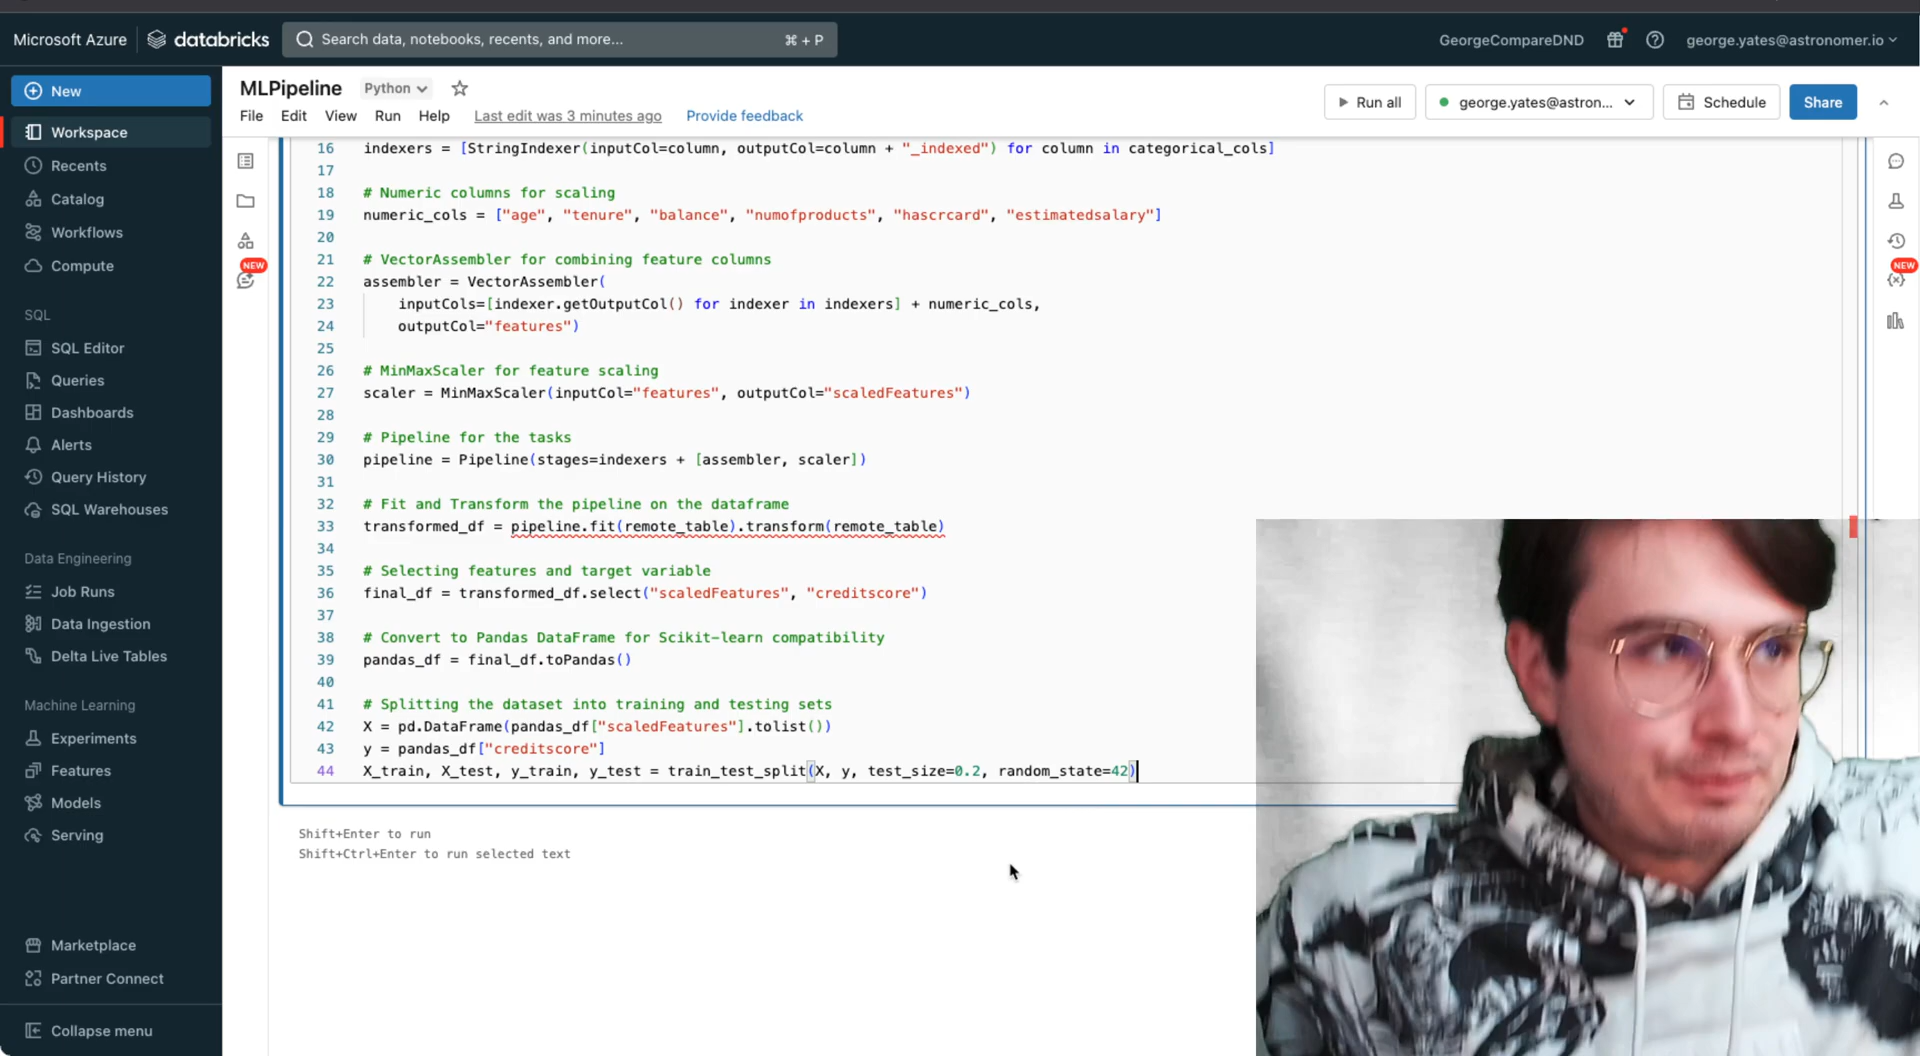 Microsoft Azure databricks Search data, notebooks, recents, and more... ⌘ + P GeorgeCompareDND george.yates@astronomer.io
New
Workspace
Recents
Catalog
Workflows
Compute
SQL
SQL Editor
Queries
Dashboards
Alerts
Query History
SQL Warehouses
Data Engineering
Job Runs
Data Ingestion
Delta Live Tables
Machine Learning
Experiments
Features
Models
Serving
Marketplace
Partner Connect
Collapse menu
MLPipeline Python
File Edit View Run Help Last edit was 3 minutes ago Provide feedback
Run all george.yates@astron... Schedule Share
NEW
16 indexers = [StringIndexer(inputCol=column, outputCol=column + "_indexed") for column in categorical_cols]
17
18 # Numeric columns for scaling
19 numeric_cols = ["age", "tenure", "balance", "numofproducts", "hascrcard", "estimatedsalary"]
20
21 # VectorAssembler for combining feature columns
22 assembler = VectorAssembler(
23 inputCols=[indexer.getOutputCol() for indexer in indexers] + numeric_cols,
24 outputCol="features")
25
26 # MinMaxScaler for feature scaling
27 scaler = MinMaxScaler(inputCol="features", outputCol="scaledFeatures")
28
29 # Pipeline for the tasks
30 pipeline = Pipeline(stages=indexers + [assembler, scaler])
31
32 # Fit and Transform the pipeline on the dataframe
33 transformed_df = pipeline.fit(remote_table).transform(remote_table)
34
35 # Selecting features and target variable
36 final_df = transformed_df.select("scaledFeatures", "creditscore")
37
38 # Convert to Pandas DataFrame for Scikit-learn compatibility
39 pandas_df = final_df.toPandas()
40
41 # Splitting the dataset into training and testing sets
42 X = pd.DataFrame(pandas_df["scaledFeatures"].tolist())
43 y = pandas_df["creditscore"]
44 X_train, X_test, y_train, y_test = train_test_split(X, y, test_size=0.2, random_state=42)
Shift+Enter to run
Shift+Ctrl+Enter to run selected text
NEW